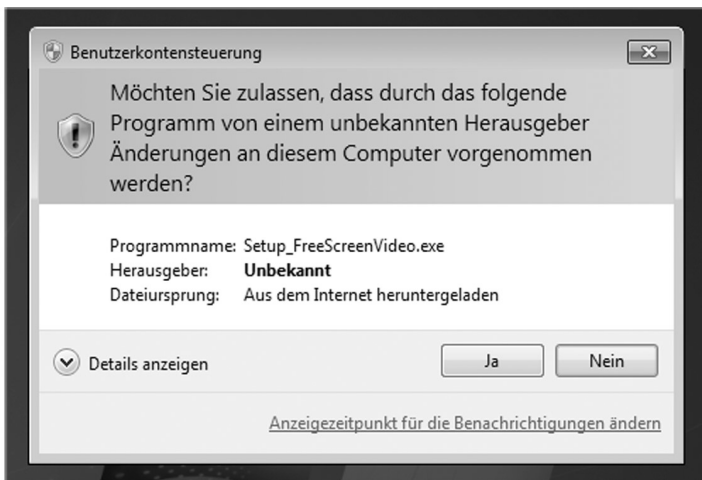 Benutzerkontensteuerung
Möchten Sie zulassen, dass durch das folgende
Programm von einem unbekannten Herausgeber
Änderungen an diesem Computer vorgenommen
werden?
Programmname: Setup_FreeScreenVideo.exe
Herausgeber: Unbekannt
Dateiursprung: Aus dem Internet heruntergeladen
Details anzeigen
Ja
Nein
Anzeigezeitpunkt für die Benachrichtigungen ändern